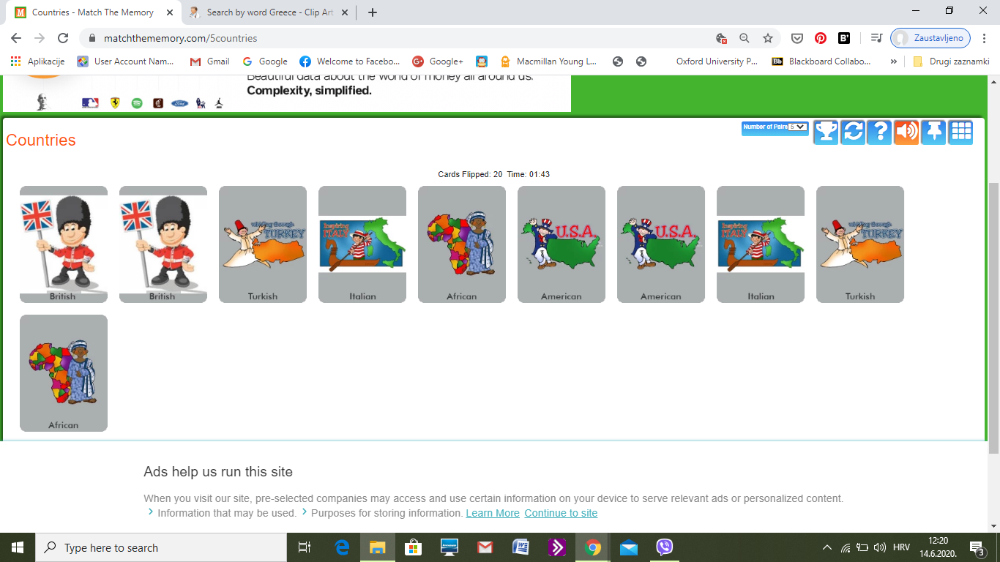 Countries - Match The Memory
Search by word Greece - Clip Art
matchthememory.com/5countries
Zaustavljeno
Aplikacije
User Account Nam...
Gmail
Google
Welcome to Facebo...
Google+
Macmillan Young L...
Oxford University P...
Bb
Blackboard Collabo...
»
Drugi zaznamki
Beautiful data about the world of money all around us.
Complexity, simplified.
Countries
Number of Pairs 5
Cards Flipped: 20 Time: 01:43
British
British
TURKEY
Turkish
Inspiring
ITALY
Italian
African
U.S.A.
American
U.S.A.
American
Inspiring
ITALY
Italian
TURKEY
Turkish
African
Ads help us run this site
When you visit our site, pre-selected companies may access and use certain information on your device to serve relevant ads or personalized content.
Information that may be used. Purposes for storing information. Learn More Continue to site
Type here to search
HRV
12:20
14.6.2020.
3